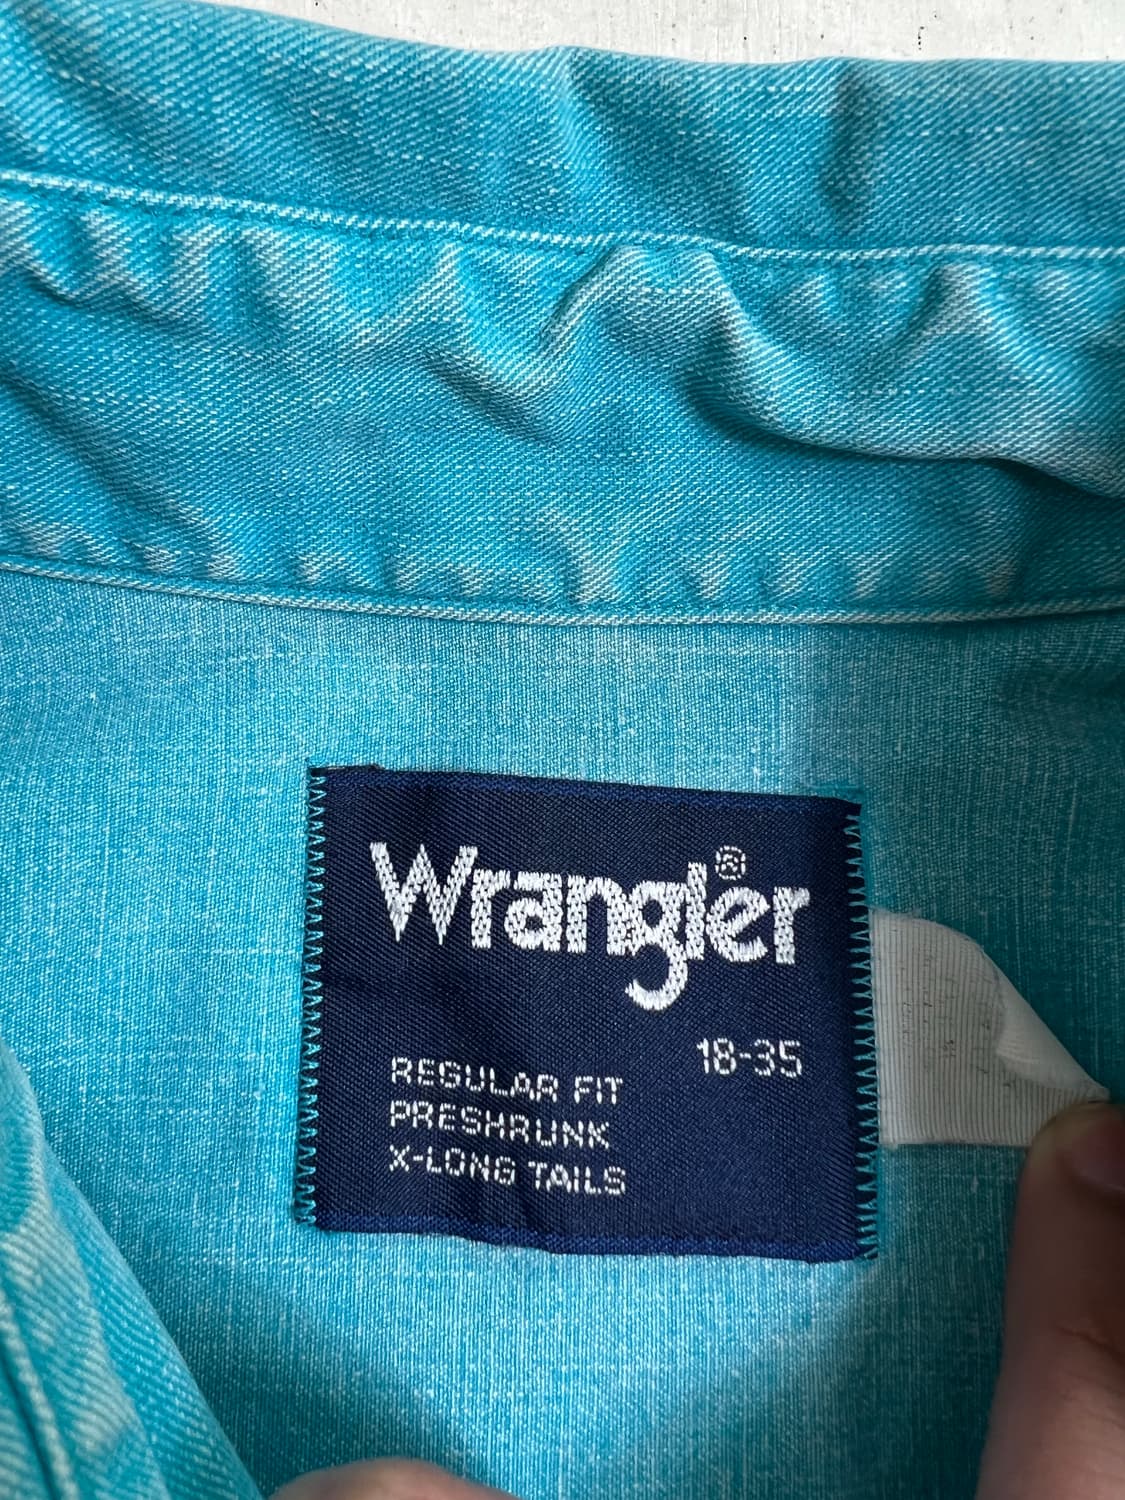 Wrangler®
18-35
REGULAR FIT
PRESHRUNK
X-LONG TAILS